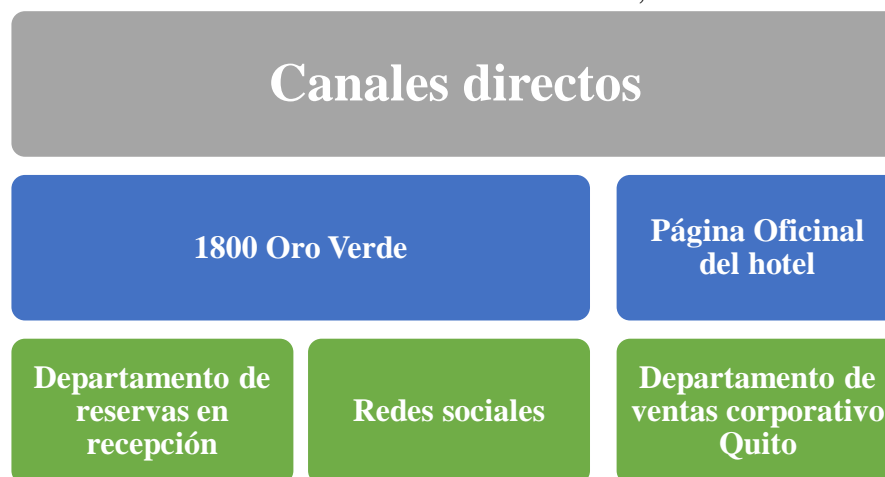 Canales directos
1800 Oro Verde
Página Oficinal
del hotel
Departamento de
reservas en
recepción
Redes sociales
Departamento de
ventas corporativo
Quito